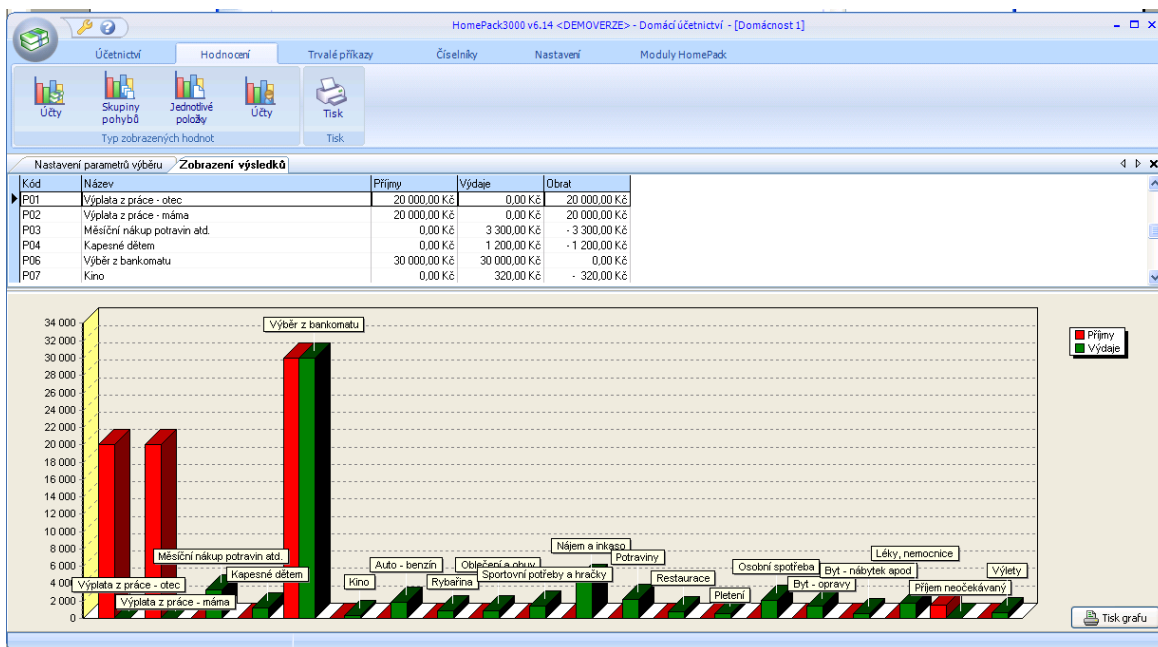 HomePack3000 v6.14 <DEMOVERZE> - Domácí účetnictví - [Domácnost 1]
Účetnictví Hodnocení Trvalé příkazy Číselníky Nastavení Moduly HomePack
Účty Skupiny pohybů Jednotlivé položky Účty Tisk
Typ zobrazených hodnot Tisk
Nastavení parametrů výběru Zobrazení výsledků
Kód Název Příjmy Výdaje Obrat
P01 Výplata z práce - otec 20 000,00 Kč 0,00 Kč 20 000,00 Kč
P02 Výplata z práce - máma 20 000,00 Kč 0,00 Kč 20 000,00 Kč
P03 Měsíční nákup potravin atd. 0,00 Kč 3 300,00 Kč - 3 300,00 Kč
P04 Kapesné dětem 0,00 Kč 1 200,00 Kč - 1 200,00 Kč
P06 Výběr z bankomatu 30 000,00 Kč 30 000,00 Kč 0,00 Kč
P07 Kino 0,00 Kč 320,00 Kč - 320,00 Kč
34 000
32 000
30 000
28 000
26 000
24 000
22 000
20 000
18 000
16 000
14 000
12 000
10 000
8 000
6 000
4 000
2 000
0
Výběr z bankomatu
Příjmy
Výdaje
Výplata z práce - otec
Výplata z práce - máma
Měsíční nákup potravin atd.
Kapesné dětem
Kino
Auto - benzín
Rybařina
Oblečení a obuv
Sportovní potřeby a hračky
Nájem a inkaso
Potraviny
Restaurace
Pletení
Osobní spotřeba
Byt - opravy
Byt - nábytek apod
Léky, nemocnice
Příjem neočekávaný
Výlety
Tisk grafu